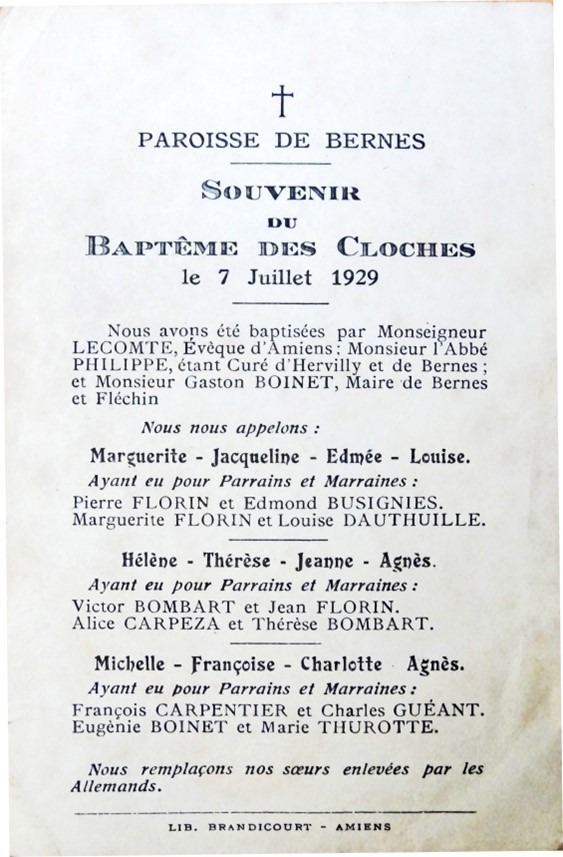 PAROISSE DE BERNES
SOUVENIR
DU
BAPTÊME DES CLOCHES
le 7 Juillet 1929
Nous avons été baptisées par Monseigneur
LECOMTE, Évèque d'Amiens ; Monsieur l'Abbé
PHILIPPE, étant Curé d'Hervilly et de Bernes ;
et Monsieur Gaston BOINET, Maire de Bernes
et Fléchin
Nous nous appelons :
Marguerite - Jacqueline - Edmée - Louise.
Ayant eu pour Parrains et Marraines :
Pierre FLORIN et Edmond BUSIGNIES.
Marguerite FLORIN et Louise DAUTHUILLE.
Hélène - Thérèse - Jeanne - Agnès.
Ayant eu pour Parrains et Marraines :
Victor BOMBART et Jean FLORIN.
Alice CARPEZA et Thérèse BOMBART.
Michelle - Françoise - Charlotte Agnès.
Ayant eu pour Parrains et Marraines :
François CARPENTIER et Charles GUÉANT.
Eugènie BOINET et Marie THUROTTE.
Nous remplaçons nos sœurs enlevées par les
Allemands.
LIB. BRANDICOURT - AMIENS